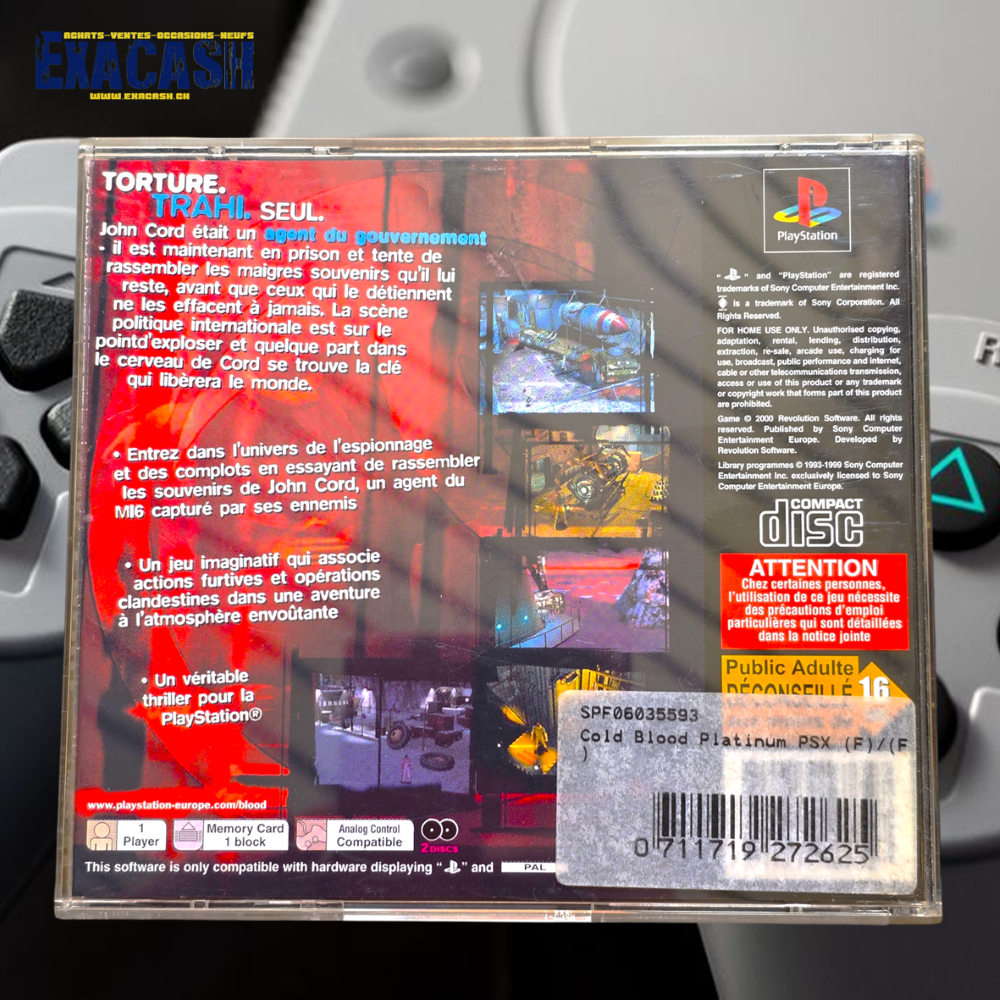 ACHATS-VENTES-OCCASIONS-NEUFS
EXACASH
WWW.EXACASH.CH
TORTURE.
TRAHI. SEUL.
John Cord était un agent du gouvernement
- il est maintenant en prison et tente de
rassembler les maigres souvenirs qu'il lui
reste, avant que ceux qui le détiennent
ne les effacent à jamais. La scène
politique internationale est sur le
pointd'exploser et quelque part dans
le cerveau de Cord se trouve la clé
qui libèrera le monde.
• Entrez dans l'univers de l'espionnage
et des complots en essayant de rassembler
les souvenirs de John Cord, un agent du
MI6 capturé par ses ennemis
• Un jeu imaginatif qui associe
actions furtives et opérations
clandestines dans une aventure
à l'atmosphère envoûtante
• Un véritable
thriller pour la
PlayStation®
www.playstation-europe.com/blood
1
Player
Memory Card
1 block
Analog Control
Compatible
2 DISCS
This software is only compatible with hardware displaying " " and
PAL
PlayStation
" " and "PlayStation" are registered
trademarks of Sony Computer Entertainment Inc.
is a trademark of Sony Corporation. All
Rights Reserved.
FOR HOME USE ONLY. Unauthorised copying,
adaptation, rental, lending, distribution,
extraction, re-sale, arcade use, charging for
use, broadcast, public performance and internet,
cable or other telecommunications transmission,
access or use of this product or any trademark
or copyright work that forms part of this product
are prohibited.
Game © 2000 Revolution Software. All rights
reserved. Published by Sony Computer
Entertainment Europe. Developed by
Revolution Software.
Library programmes © 1993-1999 Sony Computer
Entertainment Inc. exclusively licensed to Sony
Computer Entertainment Europe.
COMPACT
disc
ATTENTION
Chez certaines personnes,
l'utilisation de ce jeu nécessite
des précautions d'emploi
particulières qui sont détaillées
dans la notice jointe
Public Adulte
DÉCONSEILLÉ 16
SPF06035593
Cold Blood Platinum PSX (F)/(F
)
0 711719 272625